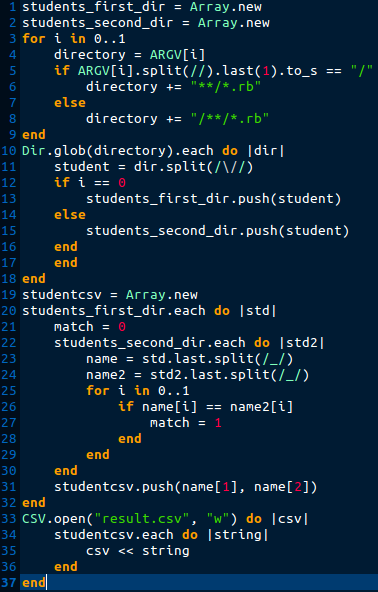 1 students_first_dir = Array.new
2 students_second_dir = Array.new
3 for i in 0..1
4     directory = ARGV[i]
5     if ARGV[i].split(//).last(1).to_s == "/"
6         directory += "**/*.rb"
7     else
8         directory += "/**/*.rb"
9 end
10 Dir.glob(directory).each do |dir|
11     student = dir.split(/\//)
12     if i == 0
13         students_first_dir.push(student)
14     else
15         students_second_dir.push(student)
16     end
17     end
18 end
19 studentcsv = Array.new
20 students_first_dir.each do |std|
21     match = 0
22     students_second_dir.each do |std2|
23         name = std.last.split(/_/)
24         name2 = std2.last.split(/_/)
25         for i in 0..1
26             if name[i] == name2[i]
27                 match = 1
28             end
29         end
30     end
31     studentcsv.push(name[1], name[2])
32 end
33 CSV.open("result.csv", "w") do |csv|
34     studentcsv.each do |string|
35         csv << string
36     end
37 end